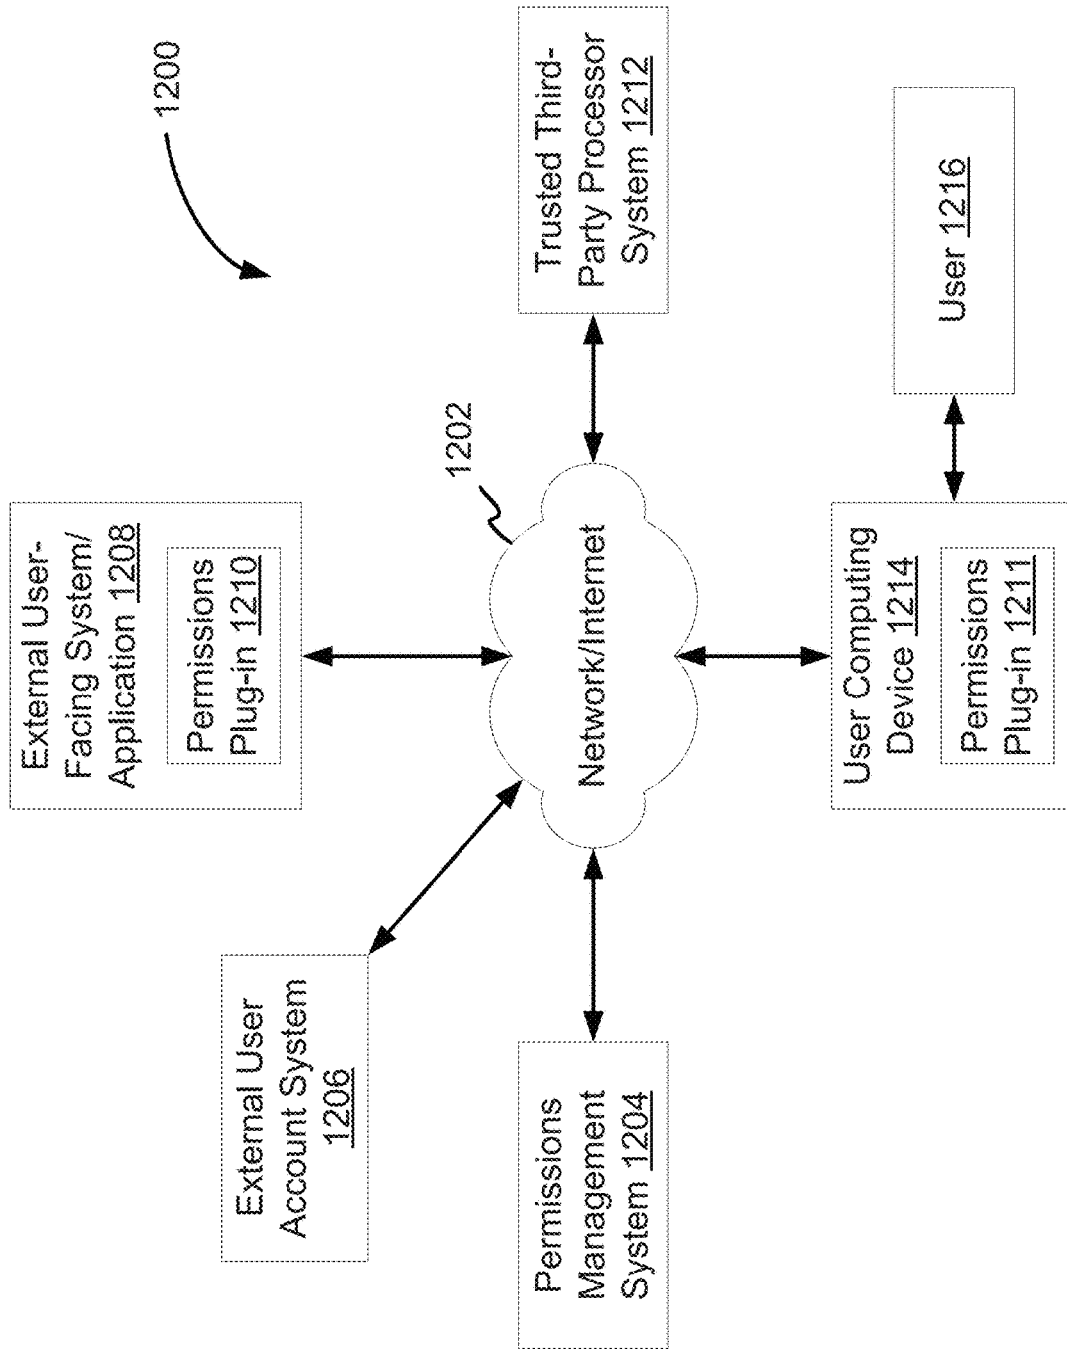 1200
External User-
Facing System/
Application 1208
Permissions
Plug-in 1210
External User
Account System
1206
1202
Network/Internet
Permissions
Management
System 1204
Trusted Third-
Party Processor
System 1212
User Computing
Device 1214
Permissions
Plug-in 1211
User 1216